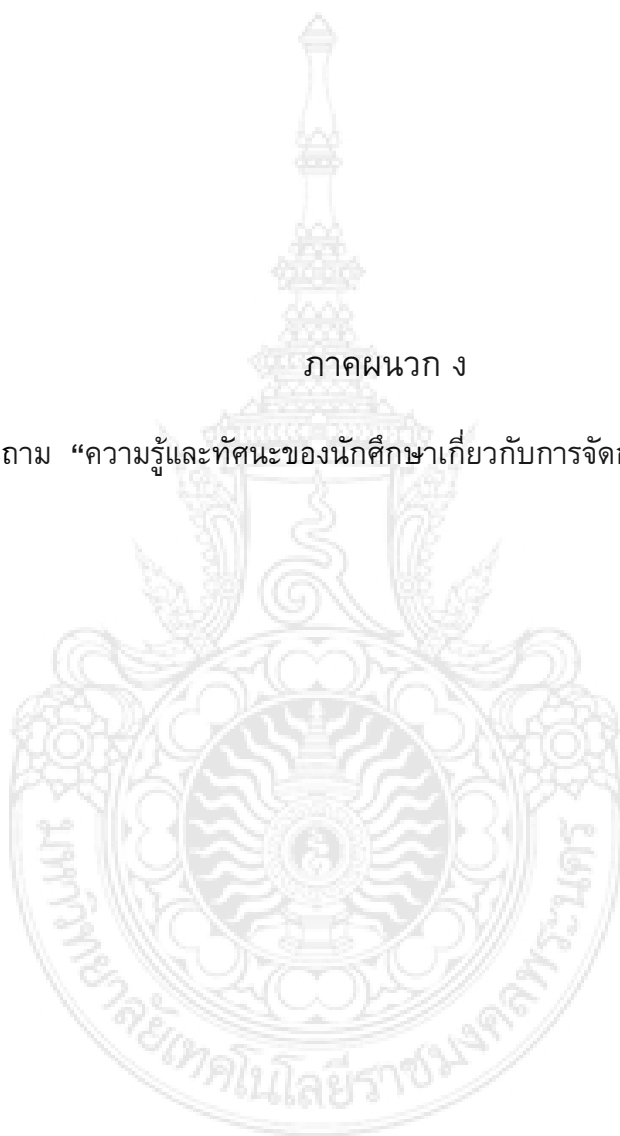 ภาคผนวก ง
ถาม “ความรู้และทัศนะของนักศึกษาเกี่ยวกับการจัด
มหาวิทยาลัยเทคโนโลยีราชมงคลพระนคร